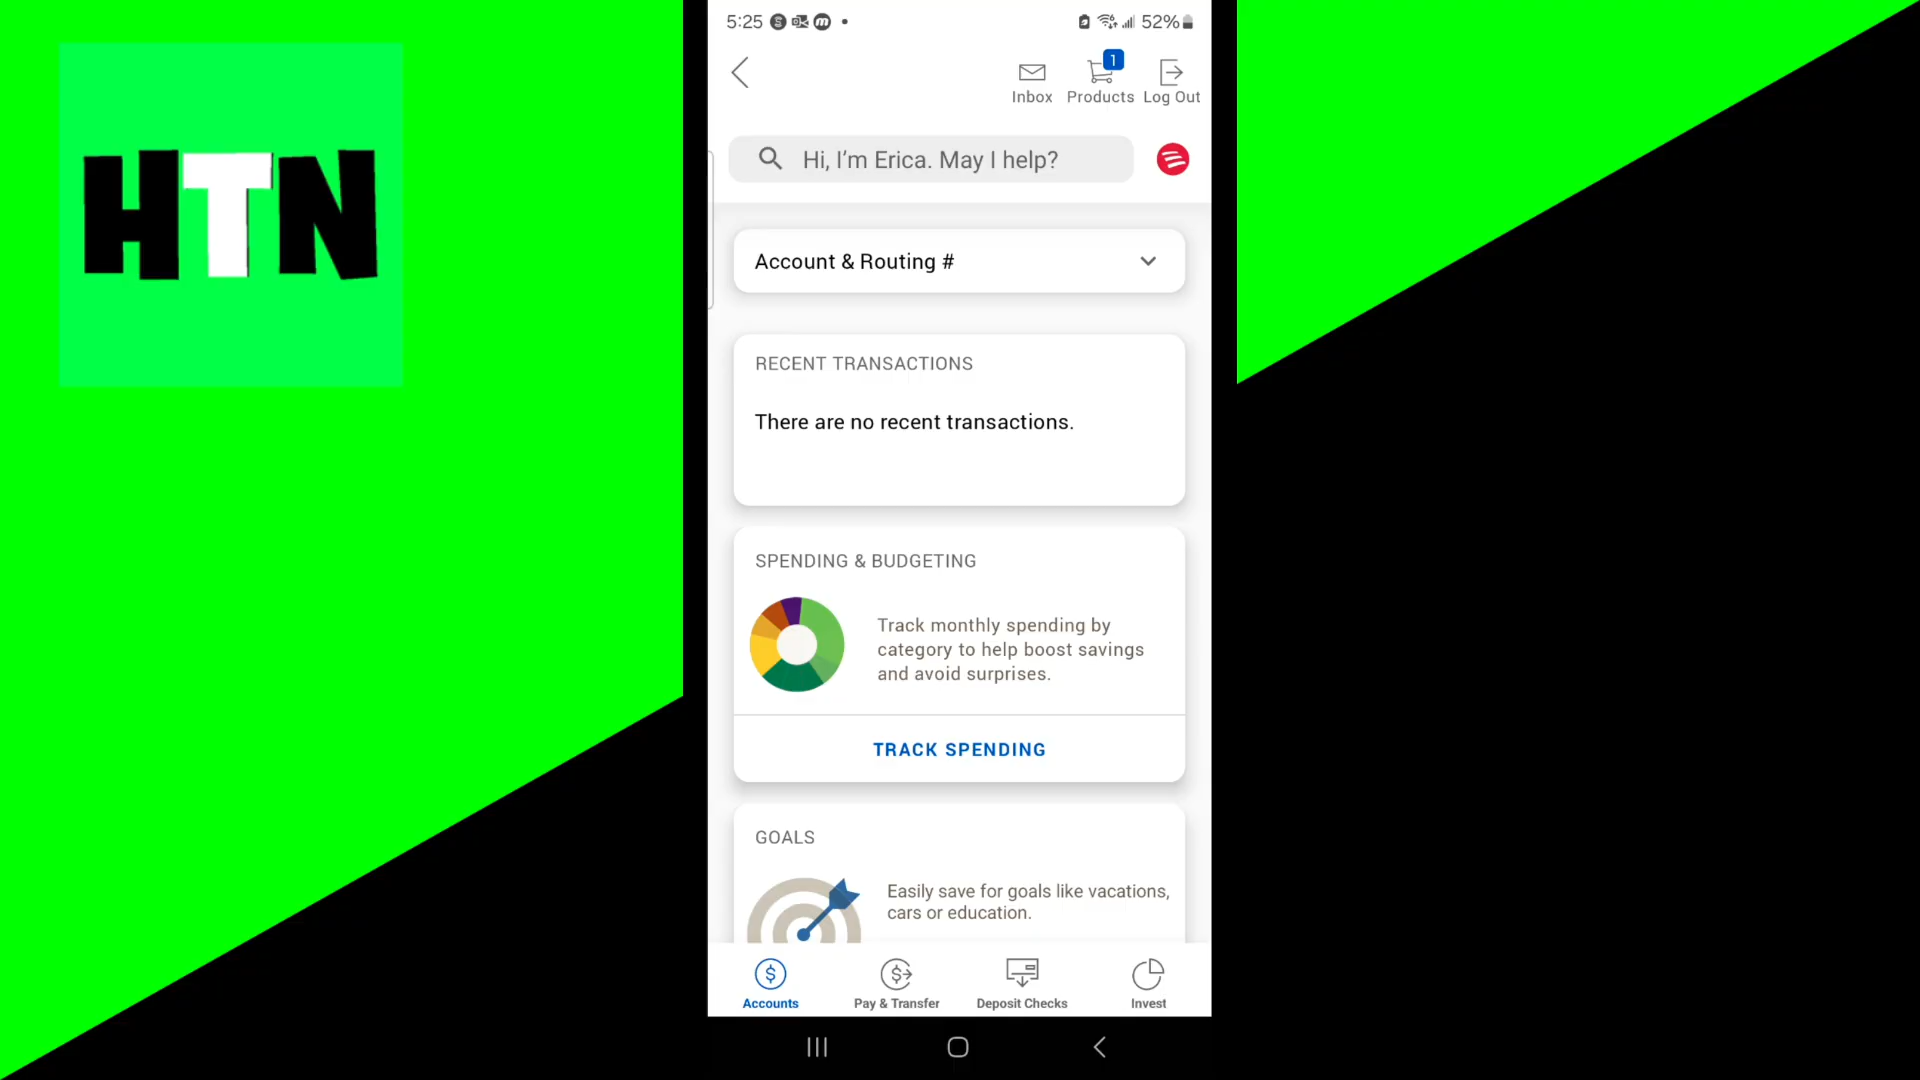 HTN
5:25
52%
1
Inbox
Products
Log Out
Hi, I'm Erica. May I help?
Account & Routing #
RECENT TRANSACTIONS
There are no recent transactions.
SPENDING & BUDGETING
Track monthly spending by
category to help boost savings
and avoid surprises.
TRACK SPENDING
GOALS
Easily save for goals like vacations,
cars or education.
Accounts
Pay & Transfer
Deposit Checks
Invest